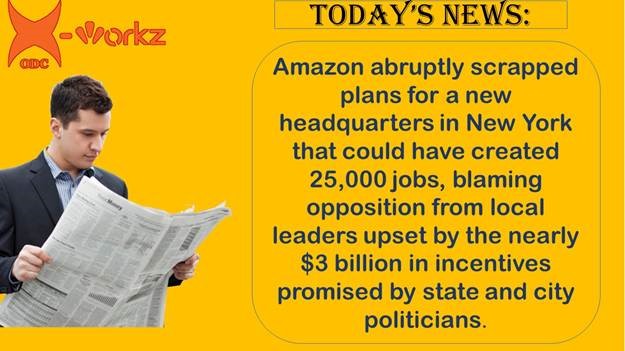 X-Workz
ODC
TODAY'S NEWS:
Amazon abruptly scrapped
plans for a new
headquarters in New York
that could have created
25,000 jobs, blaming
opposition from local
leaders upset by the nearly
$3 billion in incentives
promised by state and city
politicians.
Money